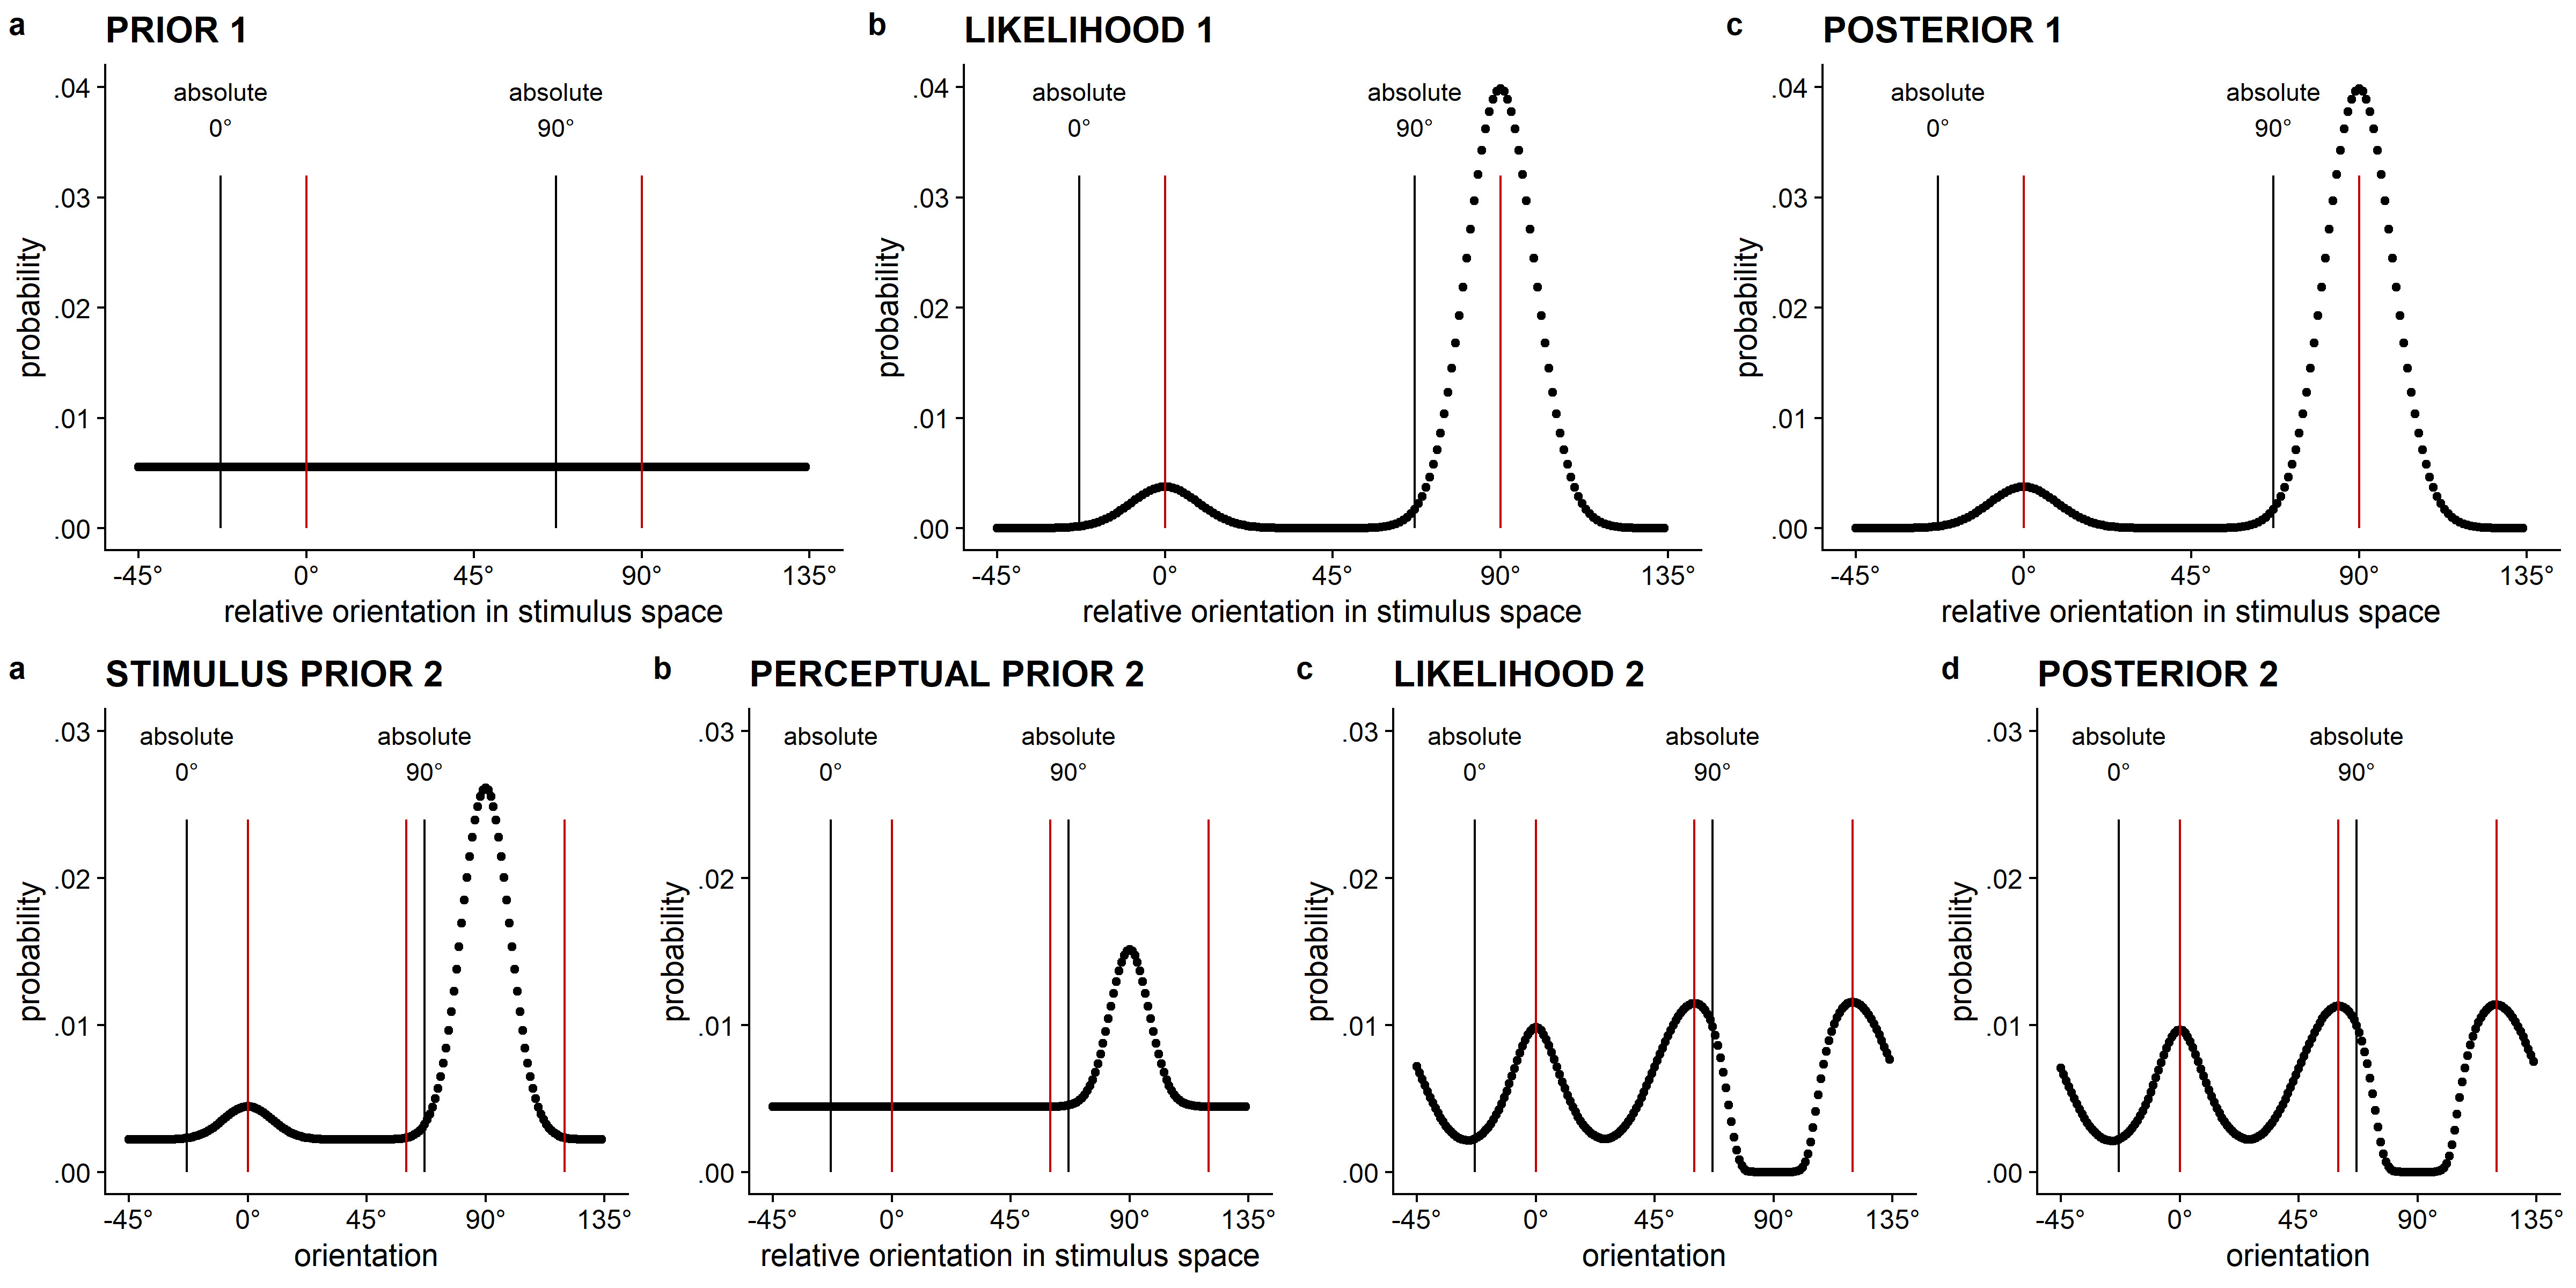 a PRIOR 1
.04
.03
.02
.01
.00
probability
absolute
0°
absolute
90°
-45° 0° 45° 90° 135°
relative orientation in stimulus space
b LIKELIHOOD 1
.04
.03
.02
.01
.00
probability
absolute
0°
absolute
90°
-45° 0° 45° 90° 135°
relative orientation in stimulus space
c POSTERIOR 1
.04
.03
.02
.01
.00
probability
absolute
0°
absolute
90°
-45° 0° 45° 90° 135°
relative orientation in stimulus space
a STIMULUS PRIOR 2
.03
.02
.01
.00
probability
absolute
0°
absolute
90°
-45° 0° 45° 90° 135°
orientation
b PERCEPTUAL PRIOR 2
.03
.02
.01
.00
probability
absolute
0°
absolute
90°
-45° 0° 45° 90° 135°
relative orientation in stimulus space
c LIKELIHOOD 2
.03
.02
.01
.00
probability
absolute
0°
absolute
90°
-45° 0° 45° 90° 135°
orientation
d POSTERIOR 2
.03
.02
.01
.00
probability
absolute
0°
absolute
90°
-45° 0° 45° 90° 135°
orientation